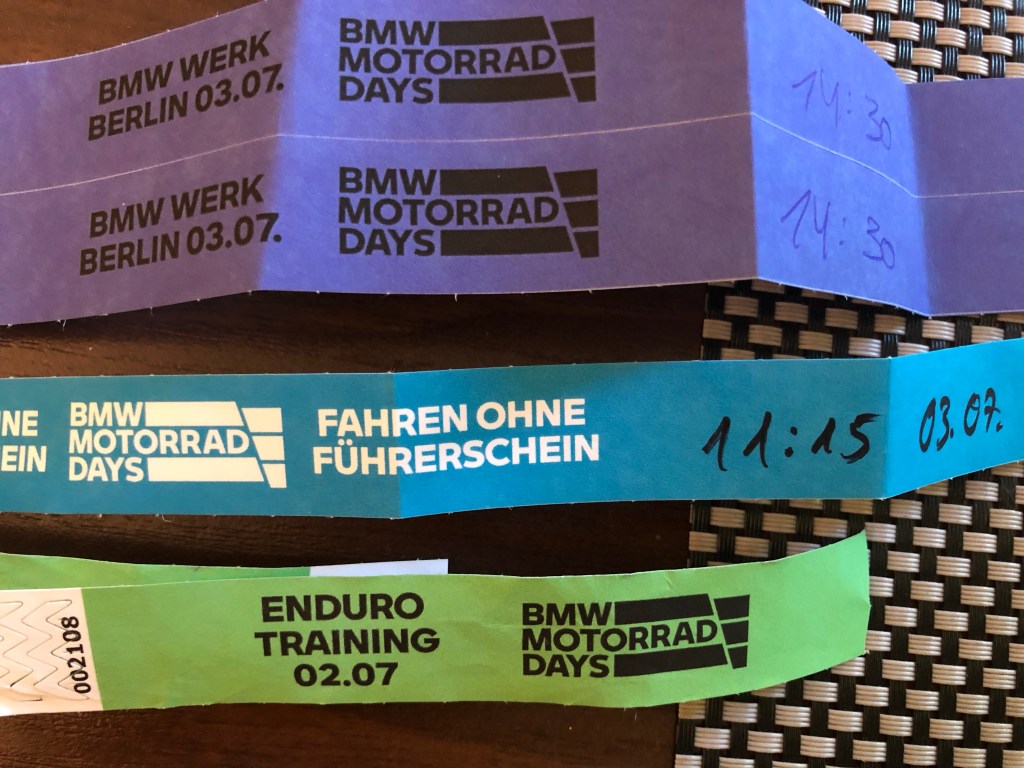 BMW WERK
BERLIN 03.07.
BMW
MOTORRAD
DAYS
14:30
BMW WERK
BERLIN 03.07.
BMW
MOTORRAD
DAYS
14:30
NE
EIN
BMW
MOTORRAD
DAYS
FAHREN OHNE
FÜHRERSCHEIN
11:15
03.07.
002108
ENDURO
TRAINING
02.07
BMW
MOTORRAD
DAYS